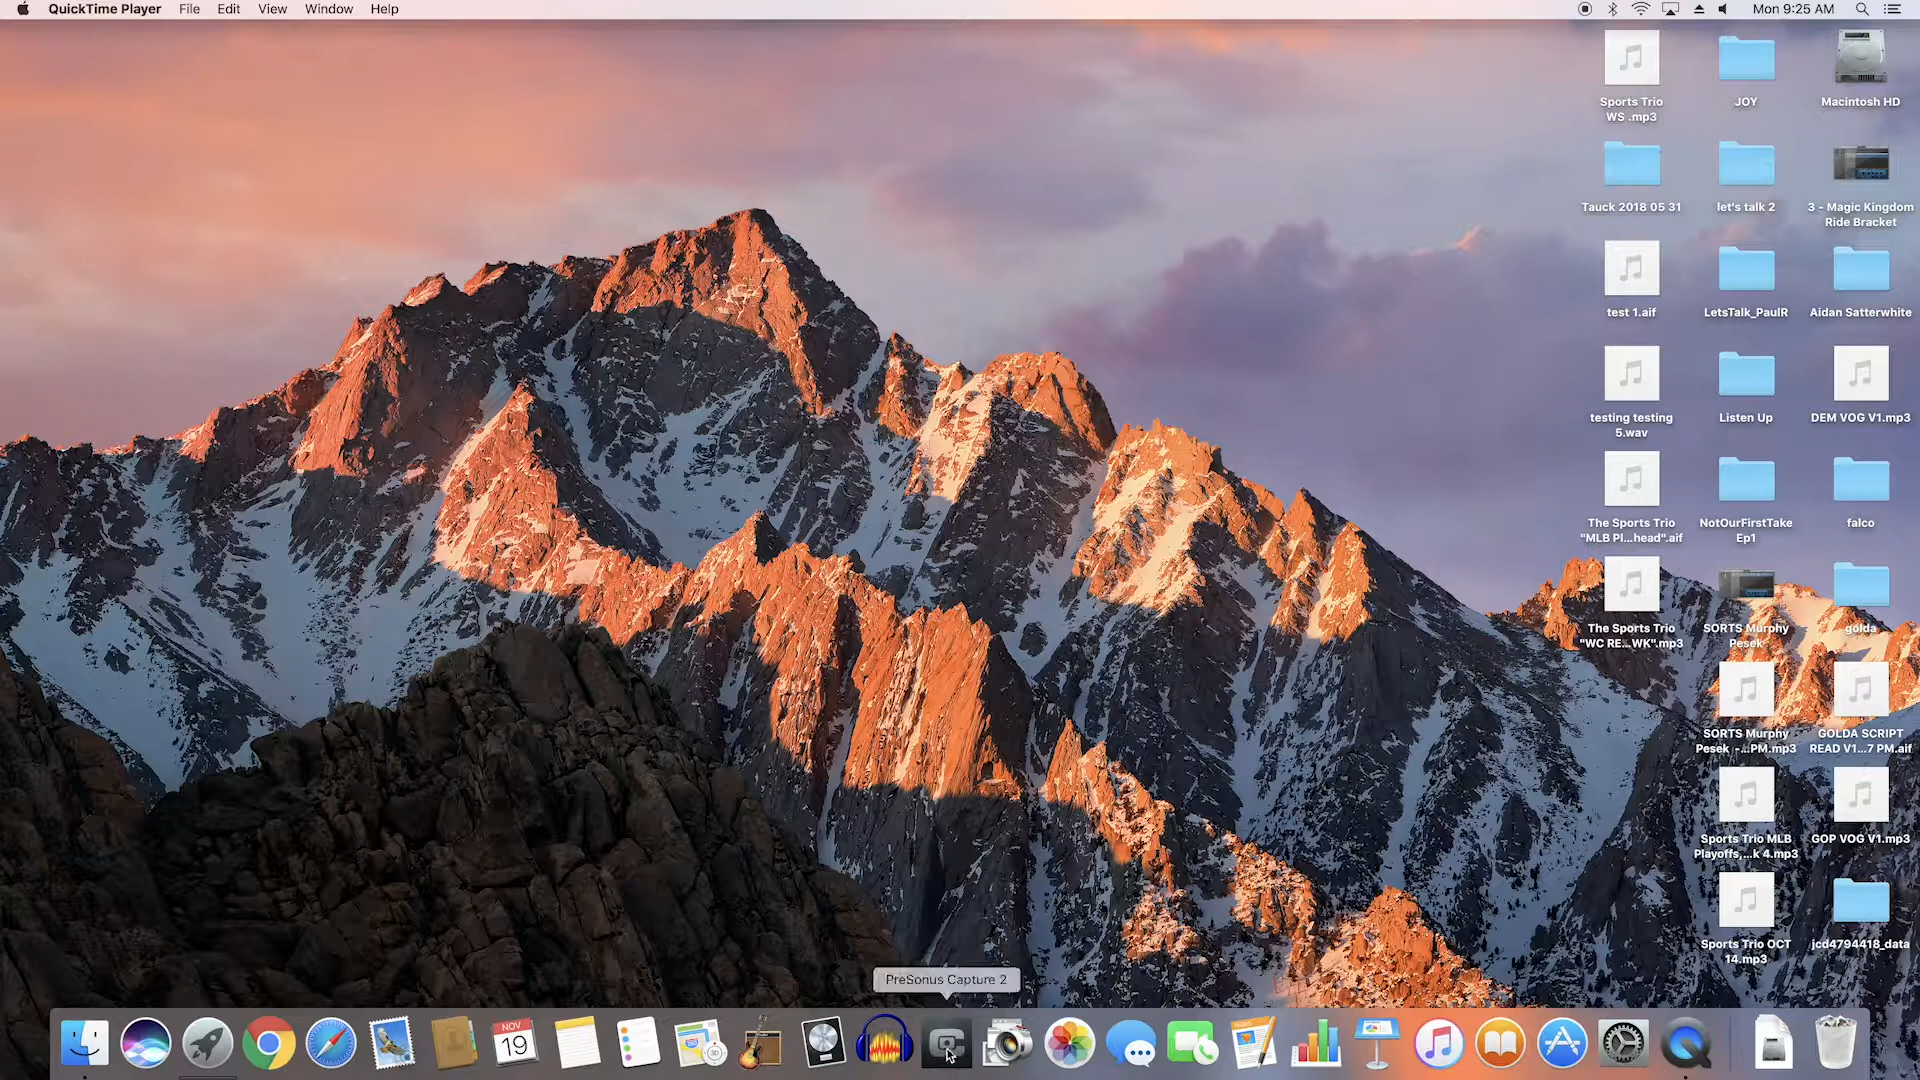 QuickTime Player File Edit View Window Help Mon 9:25 AM
Sports Trio
WS .mp3
JOY
Macintosh HD
Tauck 2018 05 31
let's talk 2
3 - Magic Kingdom
Ride Bracket
test 1.aif
LetsTalk_PaulR
Aidan Satterwhite
testing testing
5.wav
Listen Up
DEM VOG V1.mp3
The Sports Trio
"MLB Pl...head".aif
NotOurFirstTake
Ep1
falco
The Sports Trio
"WC RE...WK".mp3
SORTS Murphy
Pesek
golda
SORTS Murphy
Pesek -...PM.mp3
GOLDA SCRIPT
READ V1...7 PM.aif
Sports Trio MLB
Playoffs,...k 4.mp3
GOP VOG V1.mp3
Sports Trio OCT
14.mp3
jcd4794418_data
PreSonus Capture 2
NOV
19
3D